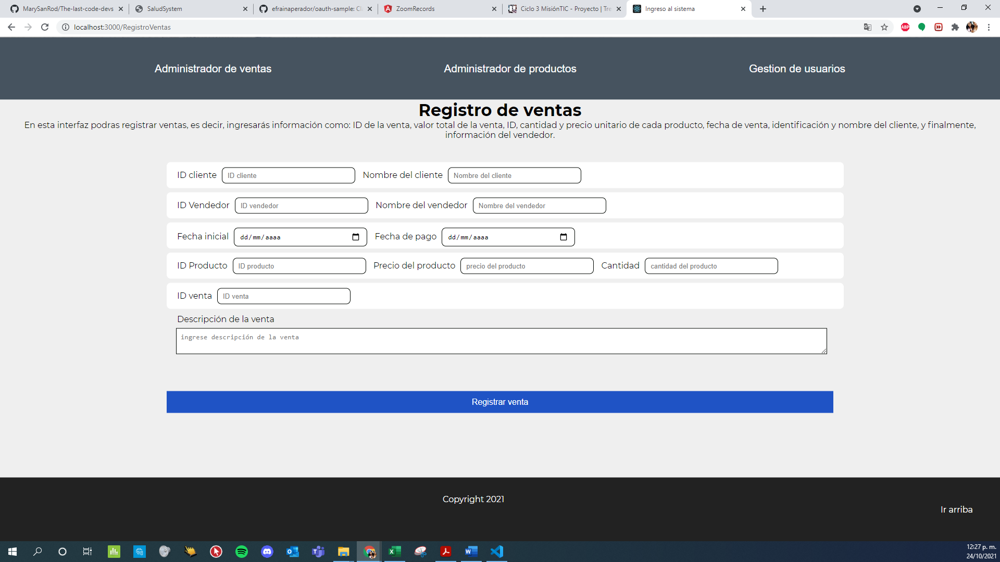 MarySanRod/The-last-code-devs
SaludSystem
efrainaperador/oauth-sample: Cl
ZoomRecords
Ciclo 3 MisiónTIC - Proyecto | Tre
Ingreso al sistema
localhost:3000/RegistroVentas
ABP
Administrador de ventas
Administrador de productos
Gestion de usuarios
Registro de ventas
En esta interfaz podras registrar ventas, es decir, ingresarás información como: ID de la venta, valor total de la venta, ID, cantidad y precio unitario de cada producto, fecha de venta, identificación y nombre del cliente, y finalmente,
información del vendedor.
ID cliente ID cliente Nombre del cliente Nombre del cliente
ID Vendedor ID vendedor Nombre del vendedor Nombre del vendedor
Fecha inicial dd/mm/aaaa Fecha de pago dd/mm/aaaa
ID Producto ID producto Precio del producto precio del producto Cantidad cantidad del producto
ID venta ID venta
Descripción de la venta
ingrese descripción de la venta
Registrar venta
Copyright 2021
Ir arriba
12:27 p. m.
24/10/2021